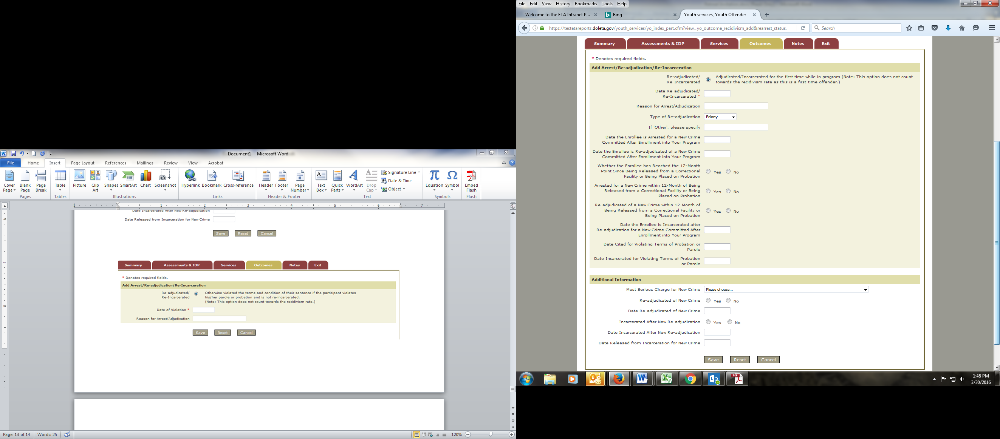 Document1 - Microsoft Word
File Home Insert Page Layout References Mailings Review View Acrobat
Cover Page
Blank Page
Page Break
Table
Picture
Clip Art
Shapes
SmartArt
Chart
Screenshot
Hyperlink
Bookmark
Cross-reference
Header
Footer
Page Number
Text Box
Quick Parts
WordArt
Drop Cap
Signature Line
Date & Time
Object
Equation
Symbol
Embed Flash
Pages Tables Illustrations Links Header & Footer Text Symbols Flash
1 1 2 3 4 5 6 7
Date Incarcerated After New Re-adjudication
Date Released from Incarceration for New Crime
Save Reset Cancel
Summary Assessments & IDP Services Outcomes Notes Exit
* Denotes required fields.
Add Arrest/Re-adjudication/Re-Incarceration
Re-adjudicated/
Re-Incarcerated
Otherwise violated the terms and condition of their sentence if the participant violates
his/her parole or probation and is not re-incarcerated.
(Note: This option does not count towards the recidivism rate.)
Date of Violation *
Reason for Arrest/Adjudication
Save Reset Cancel
Page: 13 of 14 Words: 25 120%
File Edit View History Bookmarks Tools Help
Welcome to the ETA Intranet P... Bing Youth services, Youth Offender
https://testetareports.doleta.gov/youth_services/yo_index_part.cfm?view=yo_outcome_recidivism_add&rearrest_status:
Search
Summary Assessments & IDP Services Outcomes Notes Exit
* Denotes required fields.
Add Arrest/Re-adjudication/Re-Incarceration
Re-adjudicated/
Re-Incarcerated
Adjudicated/Incarcerated for the first time while in program (Note: This option does not count
towards the recidivism rate as this is a first-time offender.)
Date Re-adjudicated/
Re-Incarcerated *
Reason for Arrest/Adjudication
Type of Re-adjudication Felony
If 'Other', please specify
Date the Enrollee is Arrested for a New Crime
Committed After Enrollment into Your Program
Date the Enrollee is Re-adjudicated of a New Crime
Committed After Enrollment into Your Program
Whether the Enrollee has Reached the 12-Month
Point Since Being Released from a Correctional
Facility or Being Placed on Probation
Yes No
Arrested for a New Crime within 12-Month of Being
Released from a Correctional Facility or Being
Placed on Probation
Yes No
Re-adjudicated of a New Crime within 12-Month of
Being Released from a Correctional Facility or
Being Placed on Probation
Yes No
Date the Enrollee is Incarcerated after
Re-adjudication for a New Crime Committed After
Enrollment into Your Program
Date Cited for Violating Terms of Probation or
Parole
Date Incarcerated for Violating Terms of Probation
or Parole
Additional Information
Most Serious Charge for New Crime Please choose...
Re-adjudicated of New Crime Yes No
Date Re-adjudicated of New Crime
Incarcerated After New Re-adjudication Yes No
Date Incarcerated After New Re-adjudication
Date Released from Incarceration for New Crime
Save Reset Cancel
1:48 PM
3/30/2016